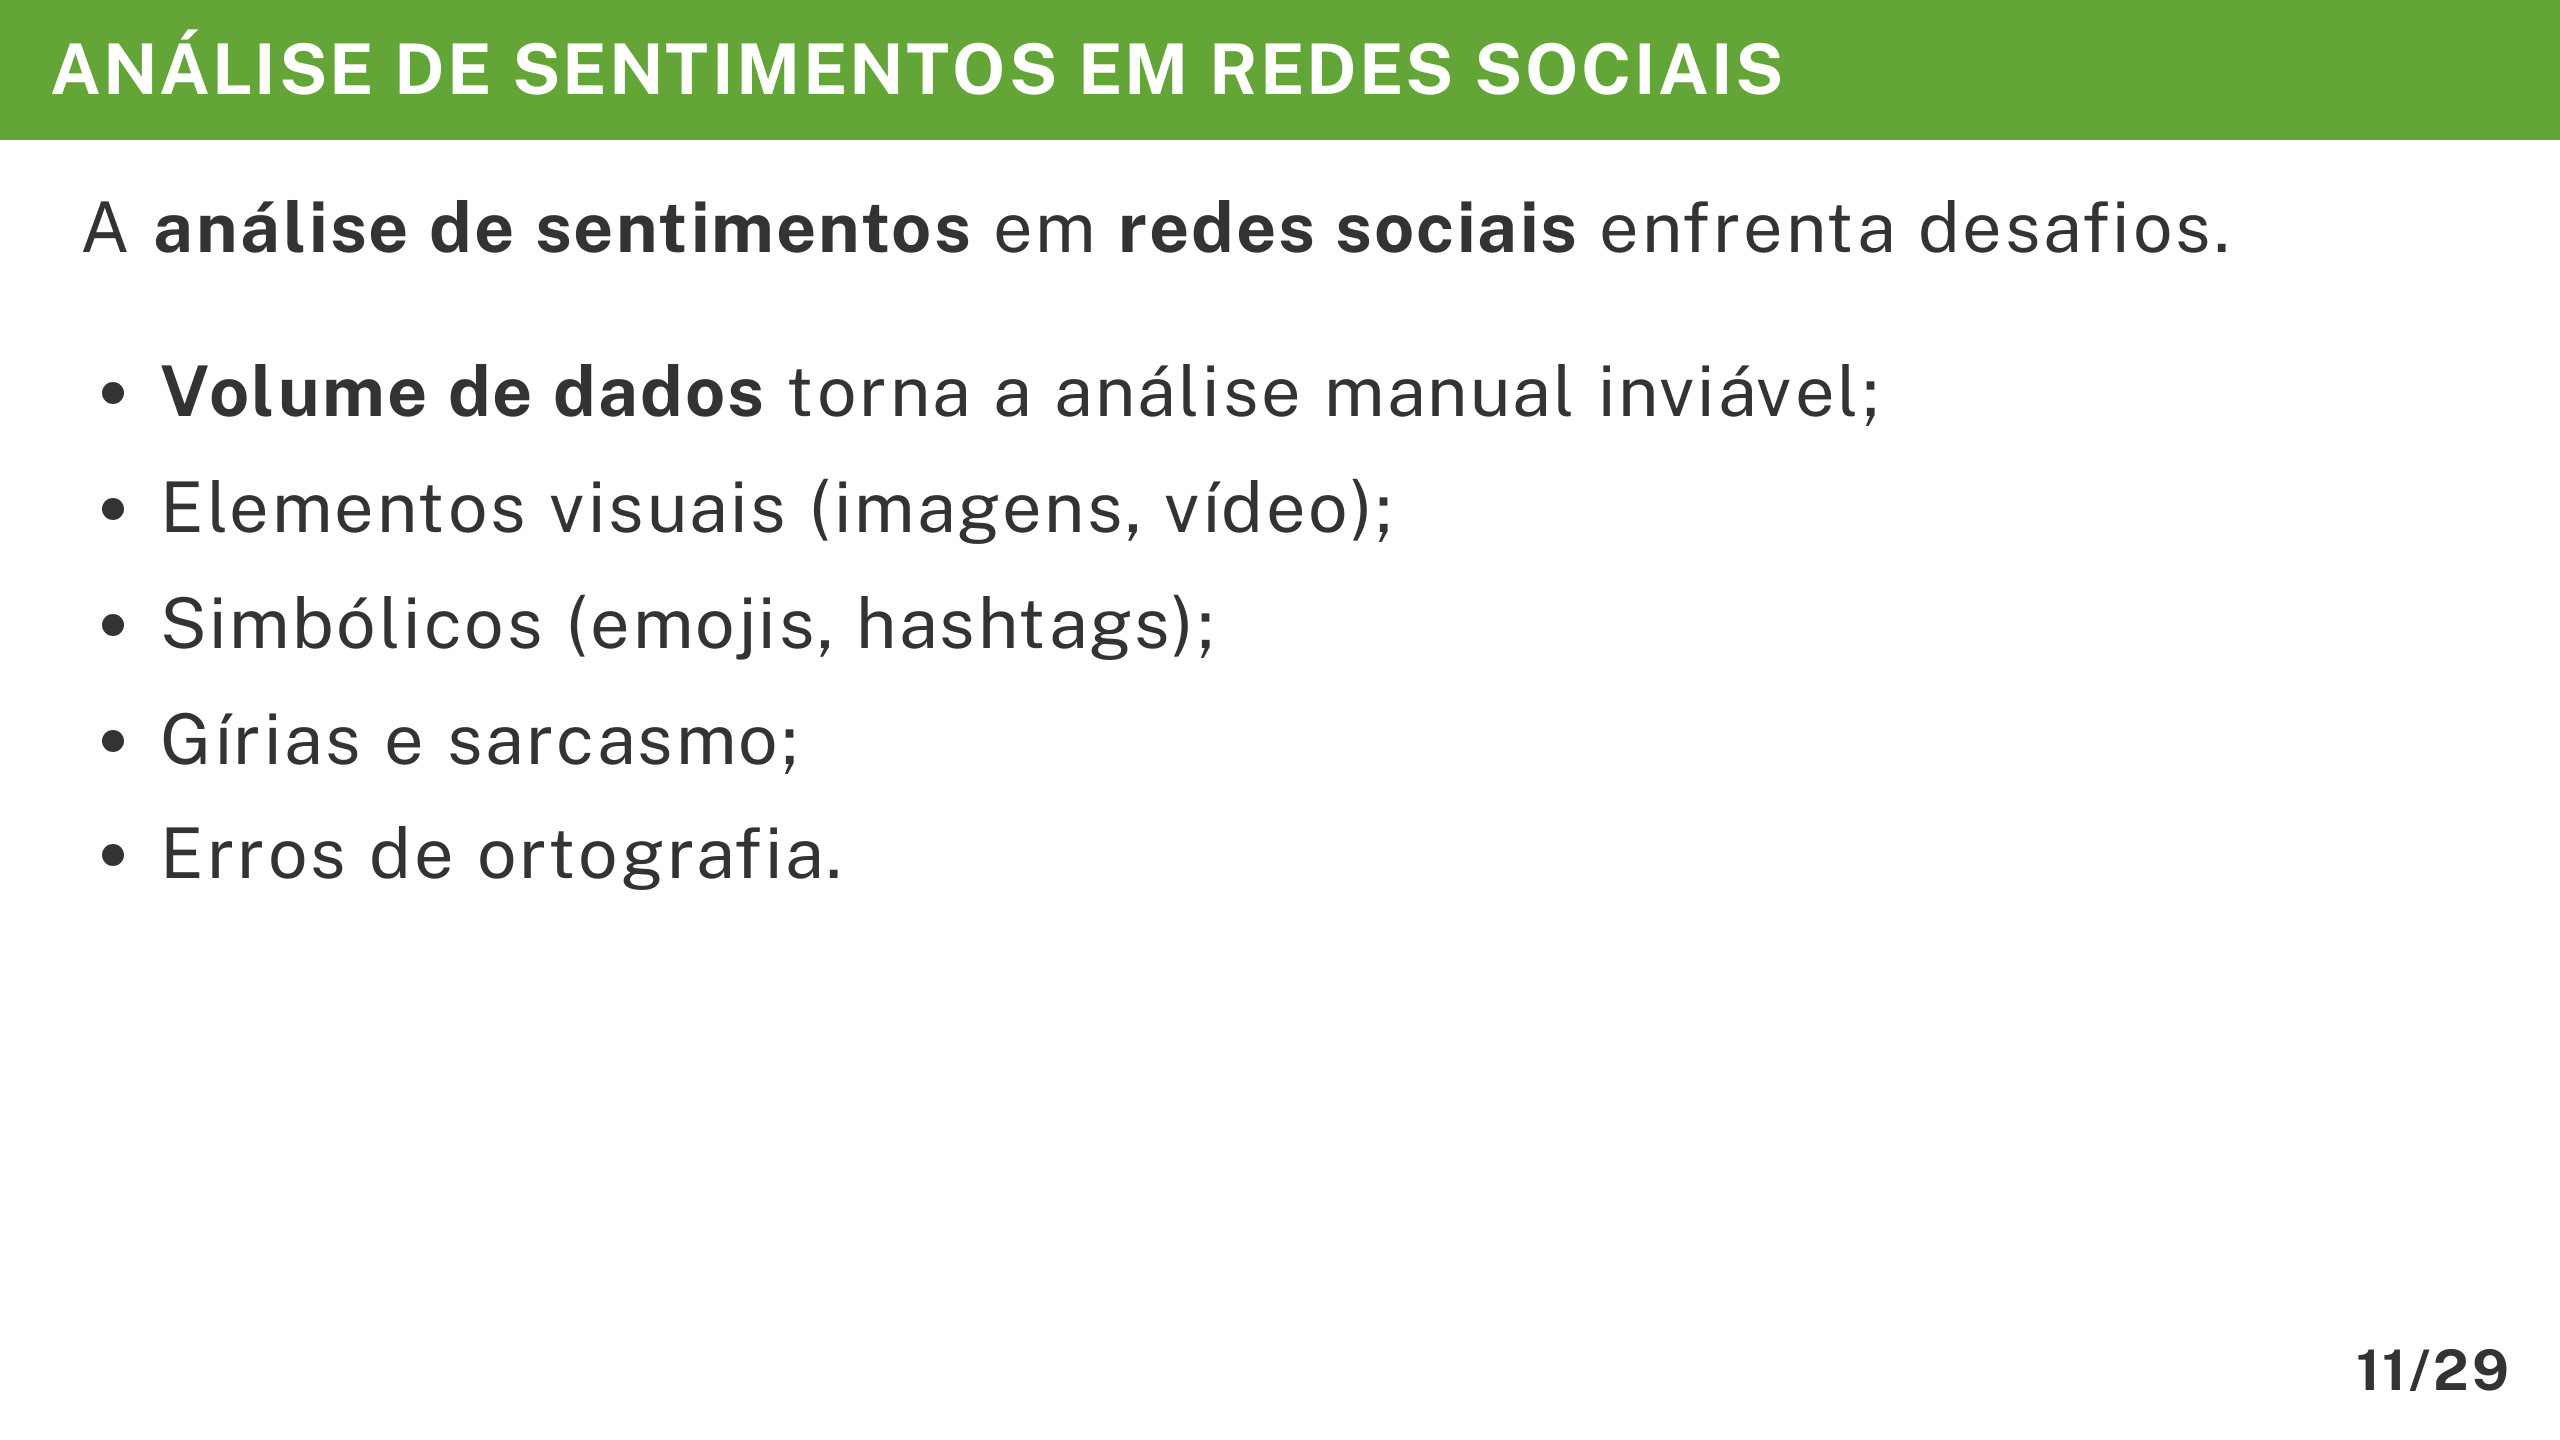 ANÁLISE DE SENTIMENTOS EM REDES SOCIAIS
A análise de sentimentos em redes sociais enfrenta desafios.
• Volume de dados torna a análise manual inviável;
• Elementos visuais (imagens, vídeo);
• Simbólicos (emojis, hashtags);
• Gírias e sarcasmo;
• Erros de ortografia.
11/29